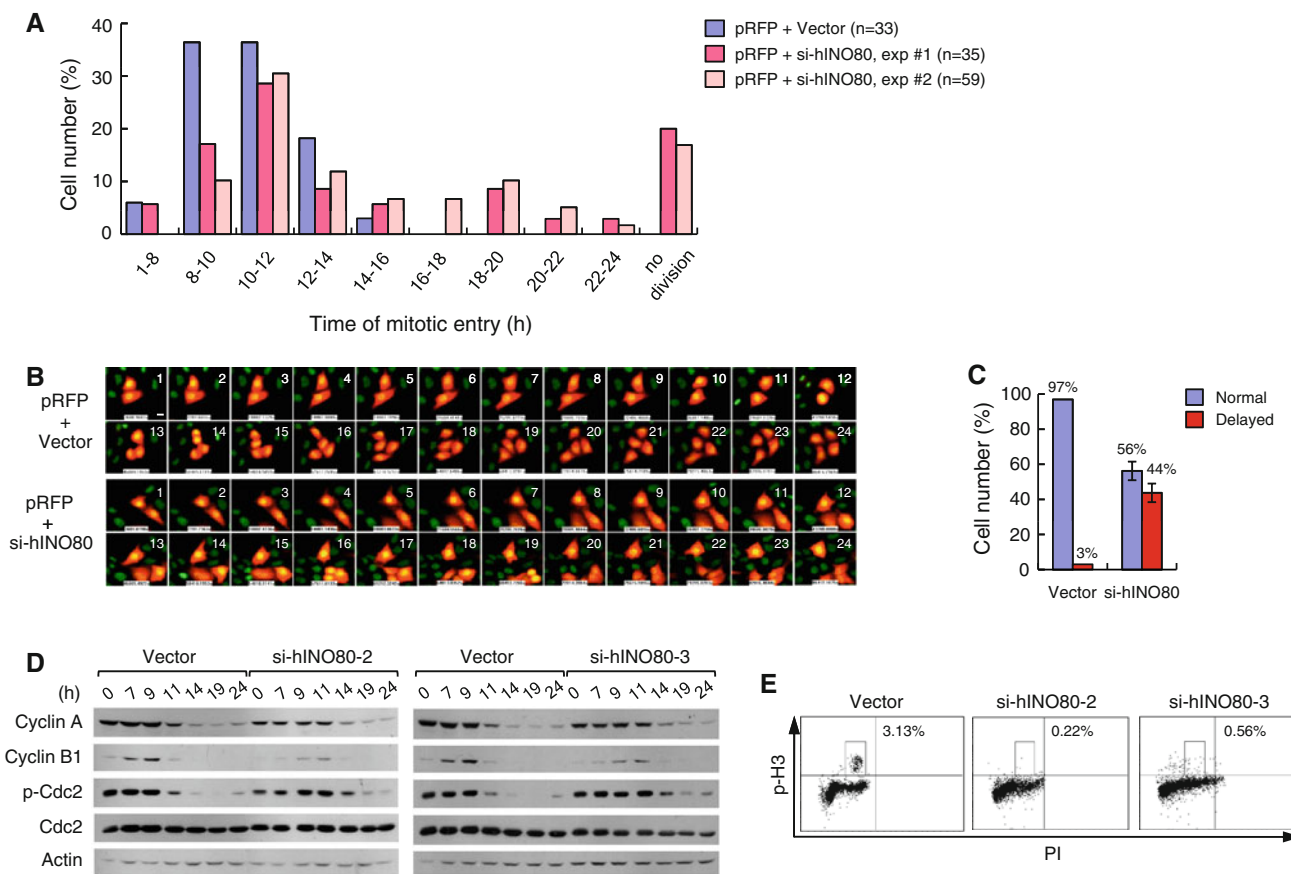 A
Cell number (%)
40
30
20
10
0
1-8
8-10
10-12
12-14
14-16
16-18
18-20
20-22
22-24
no division
Time of mitotic entry (h)
pRFP + Vector (n=33)
pRFP + si-hINO80, exp #1 (n=35)
pRFP + si-hINO80, exp #2 (n=59)
B
pRFP
+
Vector
1 2 3 4 5 6 7 8 9 10 11 12
13 14 15 16 17 18 19 20 21 22 23 24
pRFP
+
si-hINO80
1 2 3 4 5 6 7 8 9 10 11 12
13 14 15 16 17 18 19 20 21 22 23 24
C
Cell number (%)
100
80
60
40
20
0
97%
3%
56%
44%
Vector si-hINO80
Normal
Delayed
D
Vector si-hINO80-2 Vector si-hINO80-3
(h) 0 7 9 11 14 19 24 0 7 9 11 14 19 24 0 7 9 11 14 19 24 0 7 9 11 14 19 24
Cyclin A
Cyclin B1
p-Cdc2
Cdc2
Actin
E
Vector si-hINO80-2 si-hINO80-3
3.13% 0.22% 0.56%
p-H3
PI